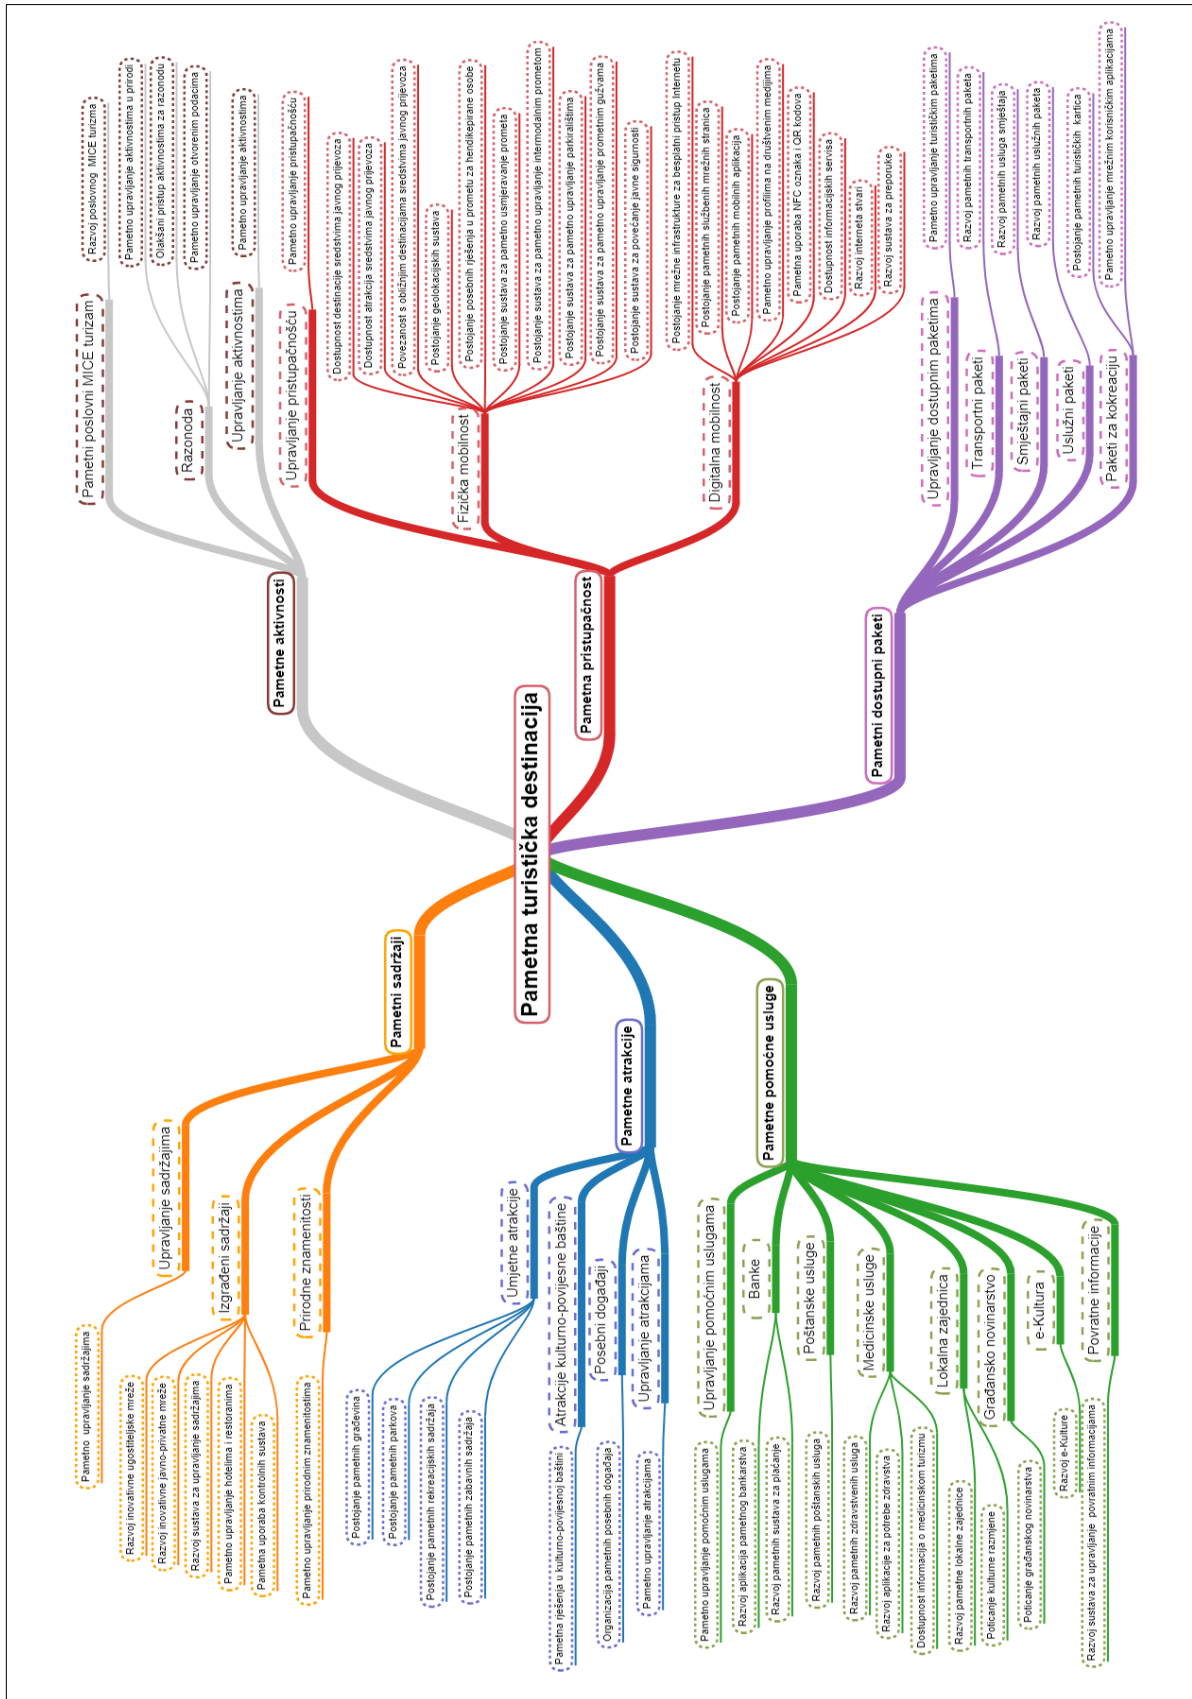 Pametna turistička destinacija
Pametni sadržaji
Upravljanje sadržajima
Pametno upravljanje sadržajima
Izgrađeni sadržaji
Razvoj inovativne ugostiteljske mreže
Razvoj inovativne javno-privatne mreže
Razvoj sustava za upravljanje sadržajima
Pametno upravljanje hotelima i restoranima
Pametna uporaba kontrolnih sustava
Prirodne znamenitosti
Pametno upravljanje prirodnim znamenitostima
Pametne atrakcije
Umjetne atrakcije
Postojanje pametnih građevina
Postojanje pametnih parkova
Postojanje pametnih rekreacijskih sadržaja
Postojanje pametnih zabavnih sadržaja
Atrakcije kulturno-povijesne baštine
Pametna rješenja u kulturno-povijesnoj baštini
Posebni događaji
Organizacija pametnih posebnih događaja
Upravljanje atrakcijama
Pametno upravljanje atrakcijama
Pametne pomoćne usluge
Upravljanje pomoćnim uslugama
Pametno upravljanje pomoćnim uslugama
Banke
Razvoj aplikacija pametnog bankarstva
Razvoj pametnih sustava za plaćanje
Poštanske usluge
Razvoj pametnih poštanskih usluga
Medicinske usluge
Razvoj pametnih zdravstvenih usluga
Razvoj aplikacije za potrebe zdravstva
Dostupnost informacija o medicinskom turizmu
Lokalna zajednica
Razvoj pametne lokalne zajednice
Poticanje kulturne razmjene
Građansko novinarstvo
Poticanje građanskog novinarstva
e-Kultura
Razvoj e-Kulture
Povratne informacije
Razvoj sustava za upravljanje povratnim informacijama
Pametne aktivnosti
Pametni poslovni MICE turizam
Razvoj poslovnog MICE turizma
Razonoda
Pametno upravljanje aktivnostima u prirodi
Olakšani pristup aktivnostima za razonodu
Pametno upravljanje otvorenim podacima
Upravljanje aktivnostima
Pametno upravljanje aktivnostima
Pametna pristupačnost
Upravljanje pristupačnošću
Pametno upravljanje pristupačnošću
Fizička mobilnost
Dostupnost destinacije sredstvima javnog prijevoza
Dostupnost atrakcija sredstvima javnog prijevoza
Povezanost s obližnjim destinacijama sredstvima javnog prijevoza
Postojanje geolokacijskih sustava
Postojanje posebnih rješenja u prometu za hendikepirane osobe
Postojanje sustava za pametno usmjeravanje prometa
Postojanje sustava za pametno upravljanje intermodalnim prometom
Postojanje sustava za pametno upravljanje parkiralištima
Postojanje sustava za pametno upravljanje prometnim gužvama
Postojanje sustava za povećanje javne sigurnosti
Digitalna mobilnost
Postojanje mrežne infrastrukture za besplatni pristup Internetu
Postojanje pametnih službenih mrežnih stranica
Postojanje pametnih mobilnih aplikacija
Pametno upravljanje profilima na društvenim medijima
Pametna uporaba NFC oznaka i QR kodova
Dostupnost informacijskih servisa
Razvoj interneta stvari
Razvoj sustava za preporuke
Pametni dostupni paketi
Upravljanje dostupnim paketima
Pametno upravljanje turističkim paketima
Transportni paketi
Razvoj pametnih transportnih paketa
Smještajni paketi
Razvoj pametnih usluga smještaja
Uslužni paketi
Razvoj pametnih uslužnih paketa
Paketi za kokreaciju
Postojanje pametnih turističkih kartica
Pametno upravljanje mrežnim korisničkim aplikacijama